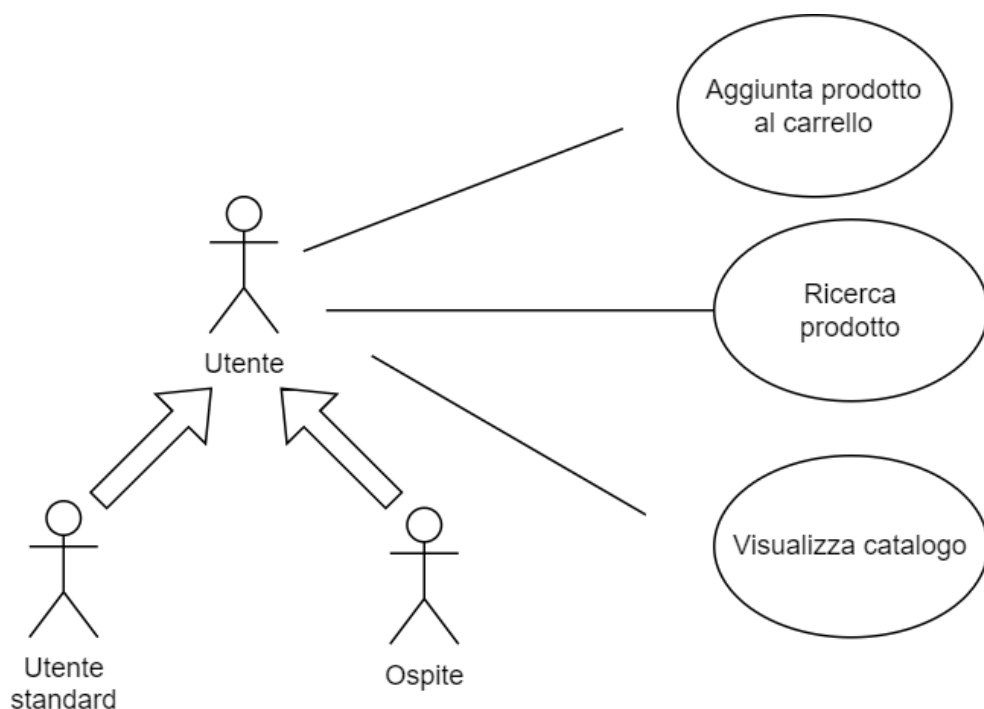 Aggiunta prodotto
al carrello
Ricerca
prodotto
Utente
Visualizza catalogo
Utente
standard
Ospite